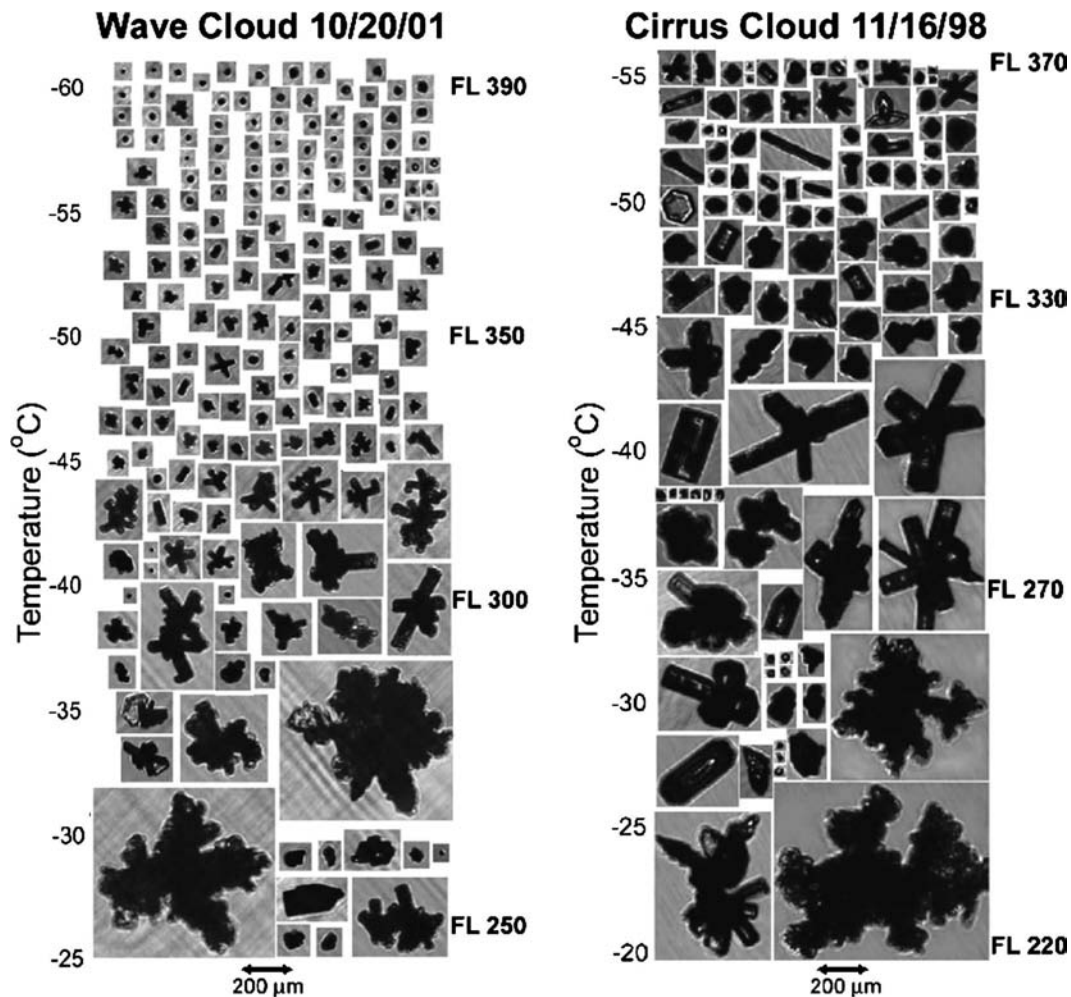 Wave Cloud 10/20/01
-60
FL 390
-55
-50
FL 350
-45
-40
FL 300
-35
-30
-25
FL 250
Temperature (°C)
200 µm
Cirrus Cloud 11/16/98
-55
FL 370
-50
-45
FL 330
-40
-35
FL 270
-30
-25
-20
FL 220
Temperature (°C)
200 µm